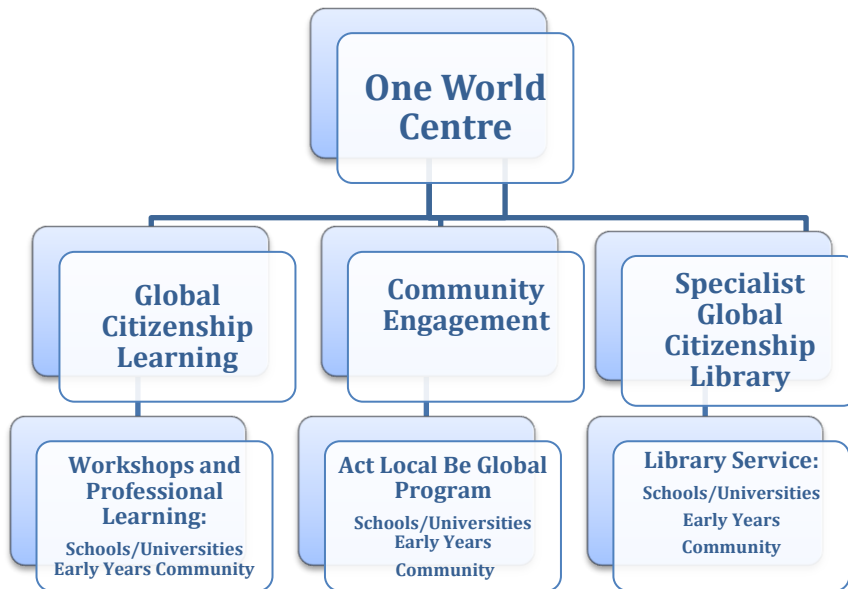 One World
Centre
Global
Citizenship
Learning
Community
Engagement
Specialist
Global
Citizenship
Library
Workshops and
Professional
Learning:
Schools/Universities
Early Years Community
Act Local Be Global
Program
Schools/Universities
Early Years
Community
Library Service:
Schools/Universities
Early Years
Community